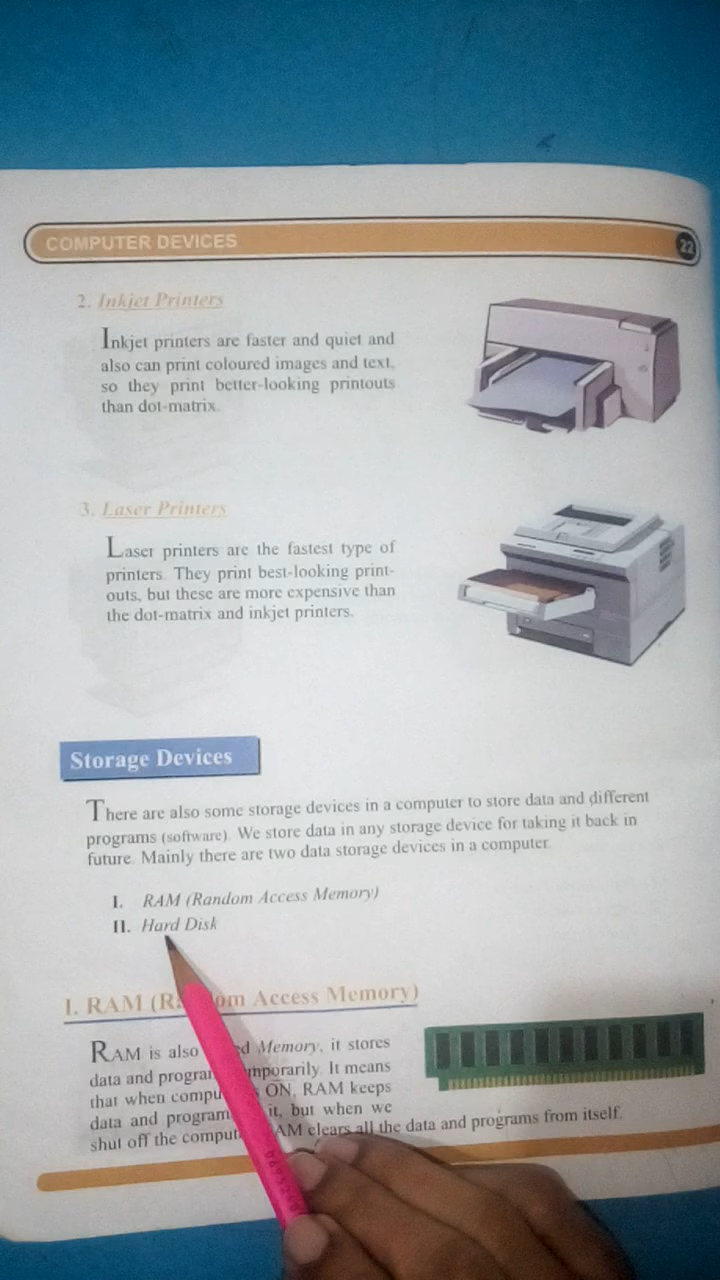 COMPUTER DEVICES
22
2. Inkjet Printers
Inkjet printers are faster and quiet and
also can print coloured images and text,
so they print better-looking printouts
than dot-matrix.
3. Laser Printers
Laser printers are the fastest type of
printers. They print best-looking print-
outs, but these are more expensive than
the dot-matrix and inkjet printers.
Storage Devices
There are also some storage devices in a computer to store data and different
programs (software). We store data in any storage device for taking it back in
future. Mainly there are two data storage devices in a computer.
I. RAM (Random Access Memory)
II. Hard Disk
I. RAM (Random Access Memory)
RAM is also Memory, it stores
data and It means
that when ON, RAM keeps
data and it, but when we
shut off the RAM clears all the data and programs from itself.